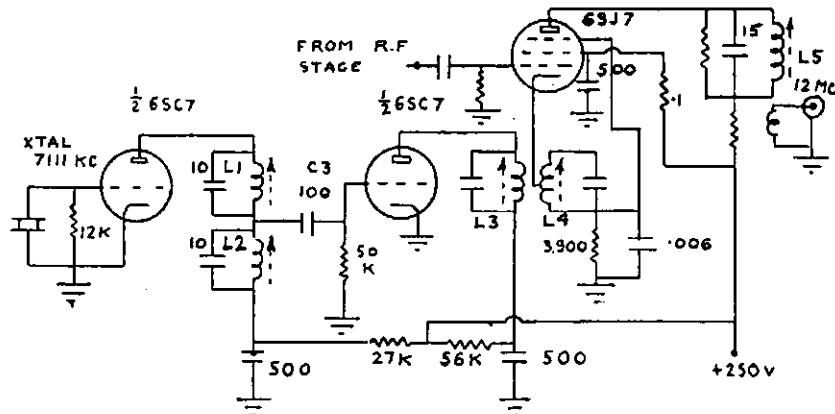 6SJ7
FROM R.F
STAGE
15
L5
12 MC
500
.1
½ 6SC7
½ 6SC7
XTAL
7111 KC
10
L1
C3
100
12K
10
L2
50
K
L3
L4
3,900
.006
27K
56K
500
500
+250V